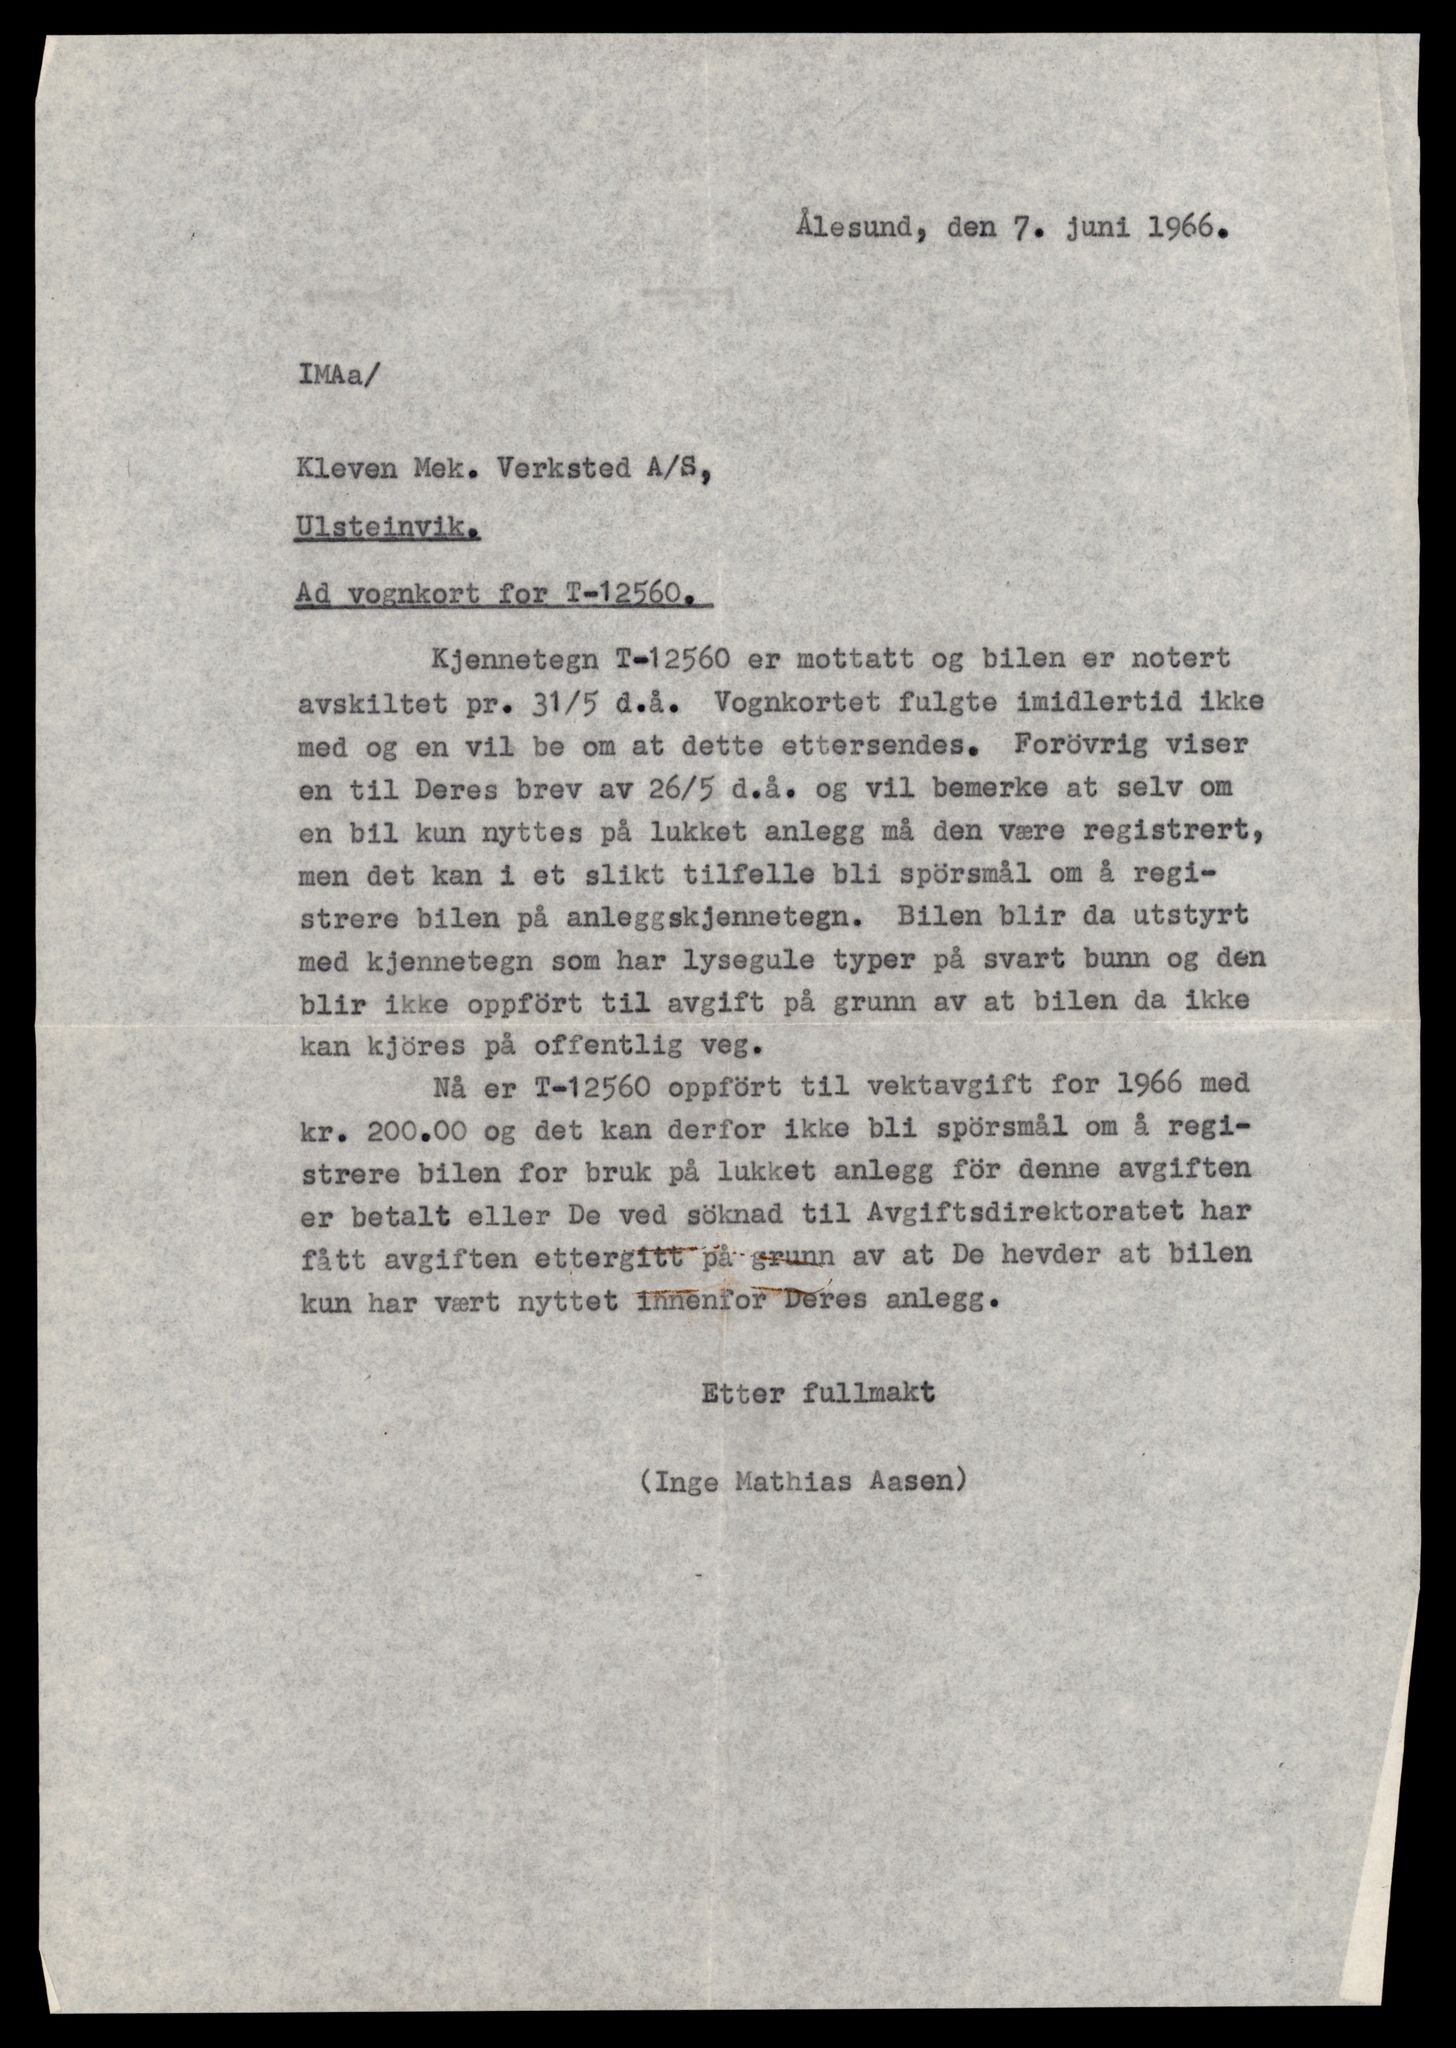 Ålesund, den 7. juni 1966.
IMAa/
Kleven Mek. Verksted A/S,
Ulsteinvik.
Ad vognkort for T-12560.
Kjennetegn T-12560 er mottatt og bilen er notert
avskiltet pr. 31/5 d.å. Vognkortet fulgte imidlertid ikke
med og en vil be om at dette ettersendes. Forövrig viser
en til Deres brev av 26/5 d.å. og vil bemerke at selv om
en bil kun nyttes på lukket anlegg må den være registrert,
men det kan i et slikt tilfelle bli spörsmål om å regi-
strere bilen på anleggskjennetegn. Bilen blir da utstyrt
med kjennetegn som har lysegule typer på svart bunn og den
blir ikke oppfört til avgift på grunn av at bilen da ikke
kan kjöres på offentlig veg.
Nå er T-12560 oppfört til vektavgift for 1966 med
kr. 200.00 og det kan derfor ikke bli spörsmål om å regi-
strere bilen for bruk på lukket anlegg för denne avgiften
er betalt eller De ved söknad til Avgiftsdirektoratet har
fått avgiften ettergitt på grunn av at De hevder at bilen
kun har vært nyttet innenfor Deres anlegg.
Etter fullmakt
(Inge Mathias Aasen)